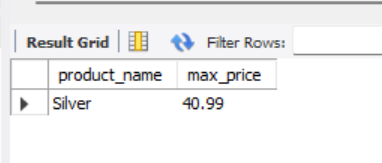 Result Grid Filter Rows:
product_name max_price
Silver 40.99